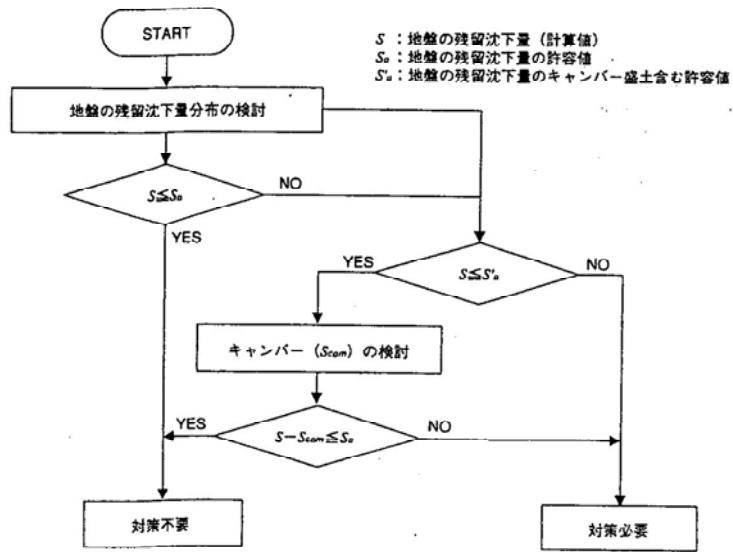 START
S ：地盤の残留沈下量（計算値）
Sa：地盤の残留沈下量の許容値
S'a：地盤の残留沈下量のキャンバー盛土含む許容値
地盤の残留沈下量分布の検討
S≦Sa
NO
YES
S≦S'a
YES
NO
キャンバー（Scam）の検討
S－Scam≦Sa
YES
NO
対策不要
対策必要